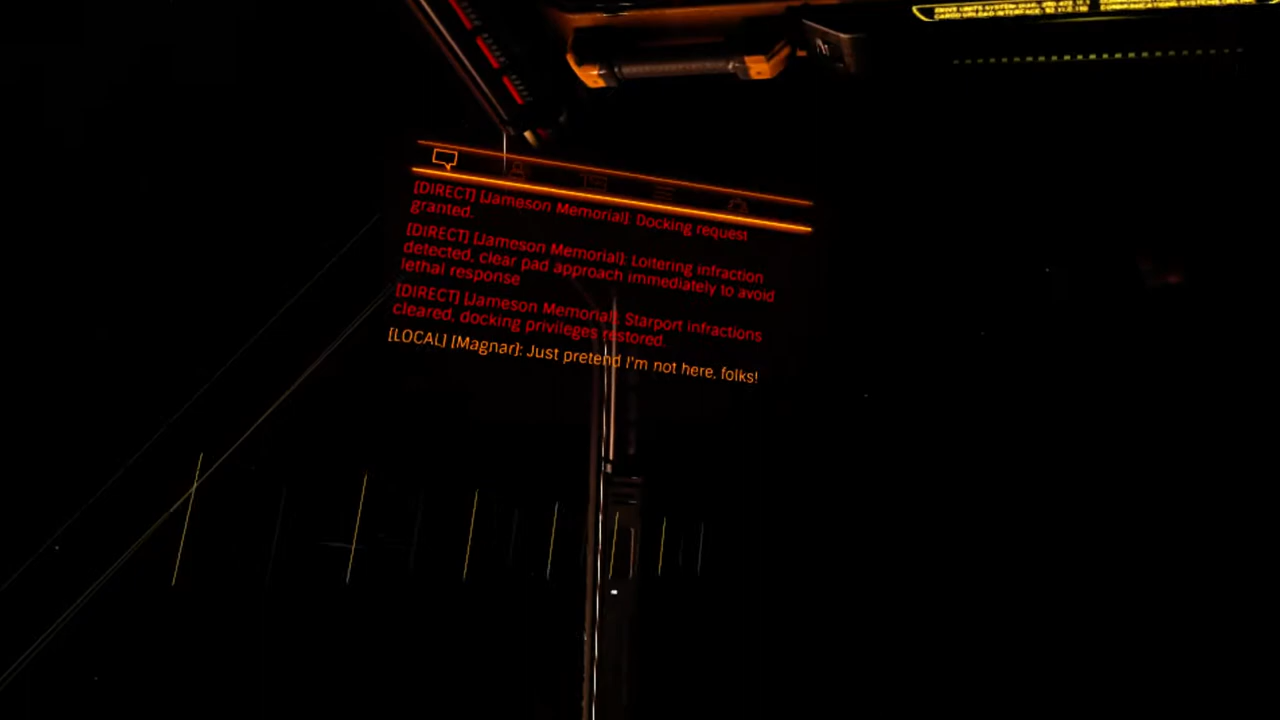 [DIRECT] [Jameson Memorial]: Docking request
granted.
[DIRECT] [Jameson Memorial]: Loitering infraction
detected, clear pad approach immediately to avoid
lethal response
[DIRECT] [Jameson Memorial]: Starport infractions
cleared, docking privileges restored.
[LOCAL] [Magnar]: Just pretend I'm not here, folks!